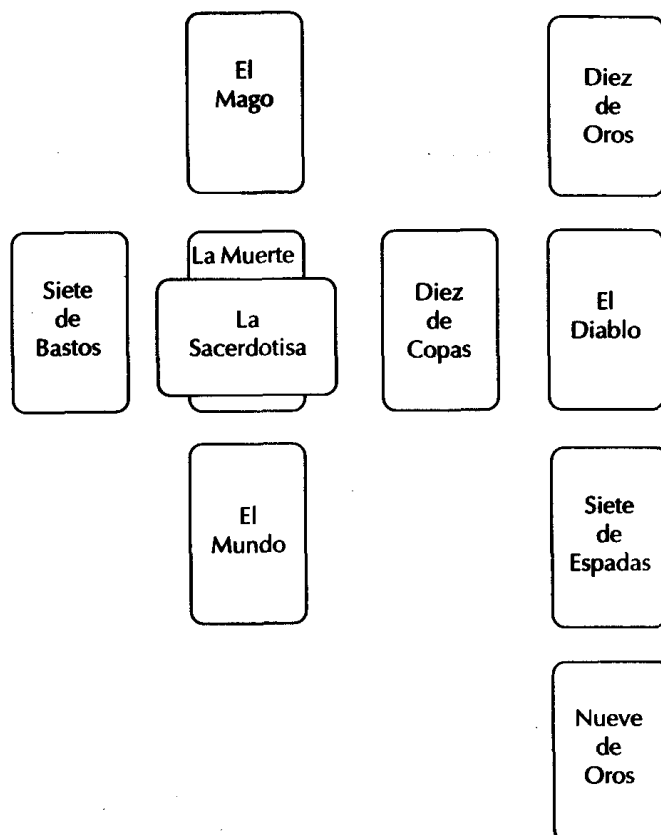 El
Mago
Diez
de
Oros
Siete
de
Bastos
La Muerte
La
Sacerdotisa
Diez
de
Copas
El
Diablo
El
Mundo
Siete
de
Espadas
Nueve
de
Oros